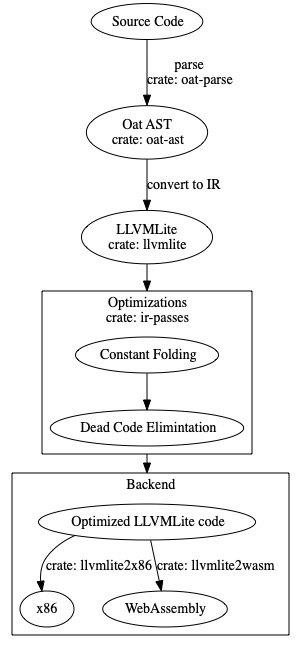 Source Code
parse
crate: oat-parse
Oat AST
crate: oat-ast
convert to IR
LLVMLite
crate: llvmlite
Optimizations
crate: ir-passes
Constant Folding
Dead Code Elimintation
Backend
Optimized LLVMLite code
crate: llvmlite2x86
crate: llvmlite2wasm
x86
WebAssembly